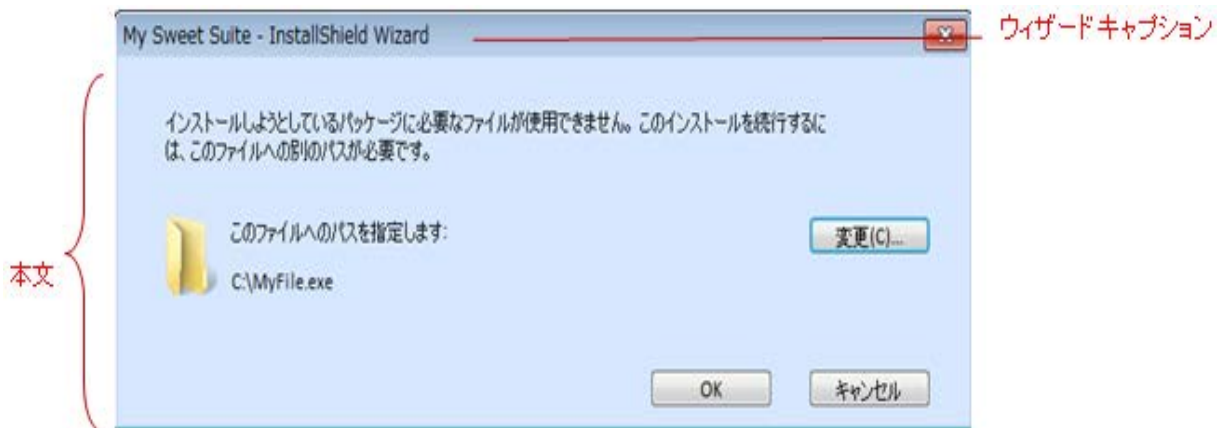 My Sweet Suite - InstallShield Wizard
ウィザード キャプション
インストールしようとしているパッケージに必要なファイルが使用できません。このインストールを続行するに
は、このファイルへの別のパスが必要です。
このファイルへのパスを指定します:
変更(C)...
C:\MyFile.exe
本文
OK
キャンセル